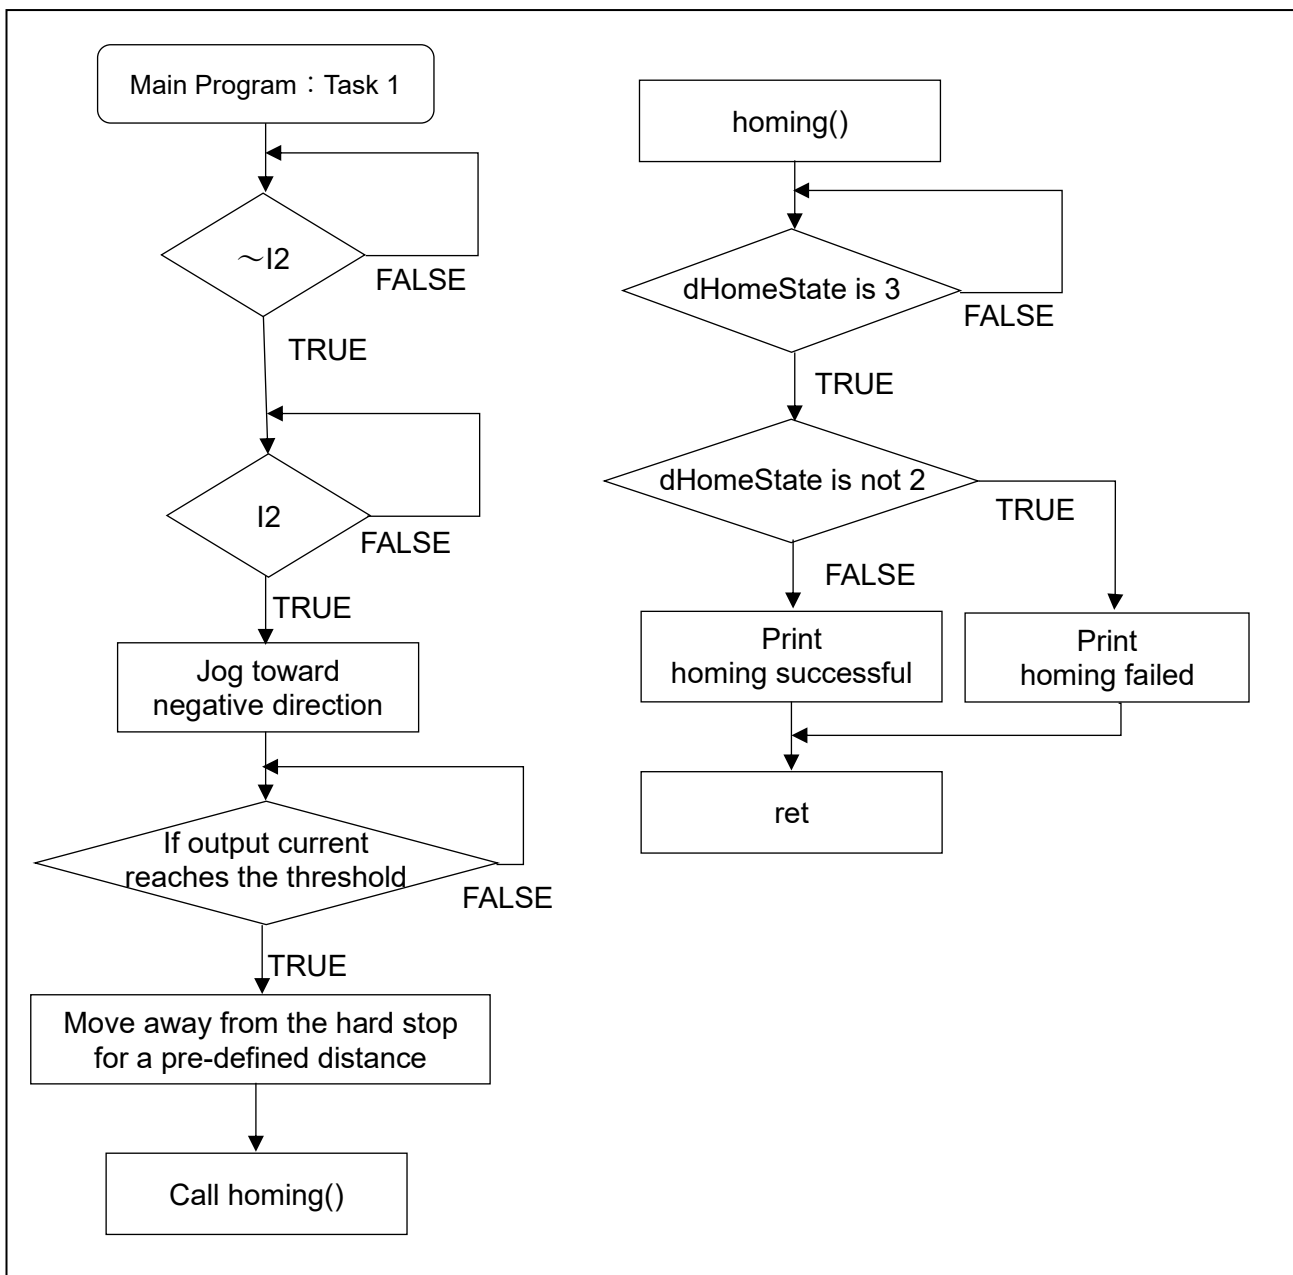 Main Program：Task 1
～I2
FALSE
TRUE
I2
FALSE
TRUE
Jog toward
negative direction
If output current
reaches the threshold
FALSE
TRUE
Move away from the hard stop
for a pre-defined distance
Call homing()
homing()
dHomeState is 3
FALSE
TRUE
dHomeState is not 2
TRUE
FALSE
Print
homing successful
Print
homing failed
ret